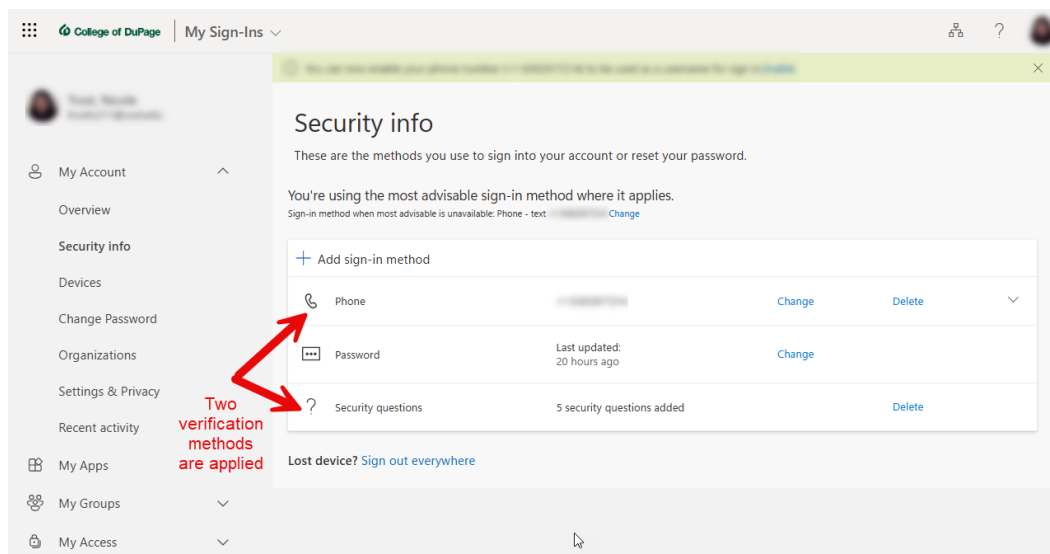 College of DuPage My Sign-Ins ?
Security info
These are the methods you use to sign into your account or reset your password.
You're using the most advisable sign-in method where it applies.
Sign-in method when most advisable is unavailable: Phone - text Change
My Account
Overview
Security info
Devices
Change Password
Organizations
Settings & Privacy
Recent activity
My Apps
My Groups
My Access
+ Add sign-in method
Phone Change Delete
Password Last updated: 20 hours ago Change
? Security questions 5 security questions added Delete
Lost device? Sign out everywhere
Two
verification
methods
are applied